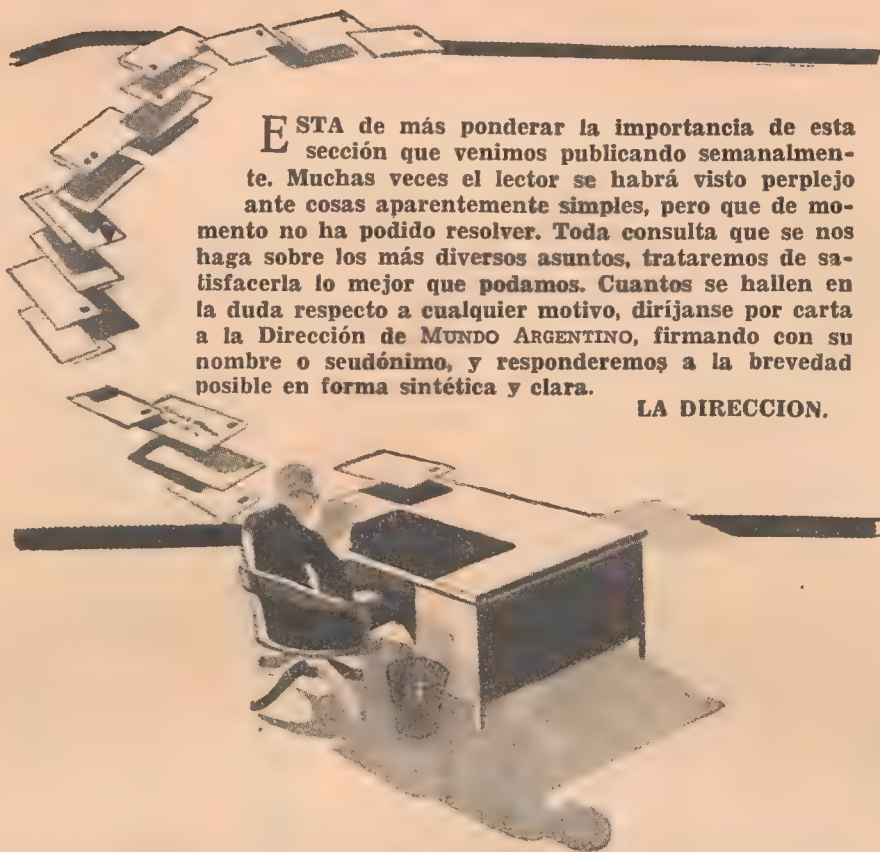 ESTA de más ponderar la importancia de esta
sección que venimos publicando semanalmen-
te. Muchas veces el lector se habrá visto perplejo
ante cosas aparentemente simples, pero que de mo-
mento no ha podido resolver. Toda consulta que se nos
haga sobre los más diversos asuntos, trataremos de sa-
tisfacerla lo mejor que podamos. Cuantos se hallen en
la duda respecto a cualquier motivo, diríjanse por carta
a la Dirección de MUNDO ARGENTINO, firmando con su
nombre o seudónimo, y responderemos a la brevedad
posible en forma sintética y clara.
LA DIRECCION.